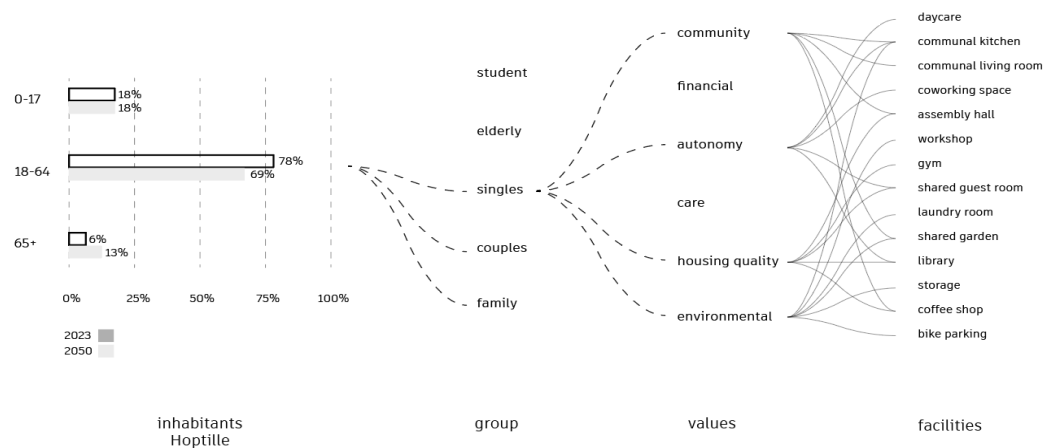 0-17
18%
18%
18-64
78%
69%
65+
6%
13%
0%
25%
50%
75%
100%
2023
2050
inhabitants
Hoptille
student
elderly
singles
couples
family
group
community
financial
autonomy
care
housing quality
environmental
values
daycare
communal kitchen
communal living room
coworking space
assembly hall
workshop
gym
shared guest room
laundry room
shared garden
library
storage
coffee shop
bike parking
facilities